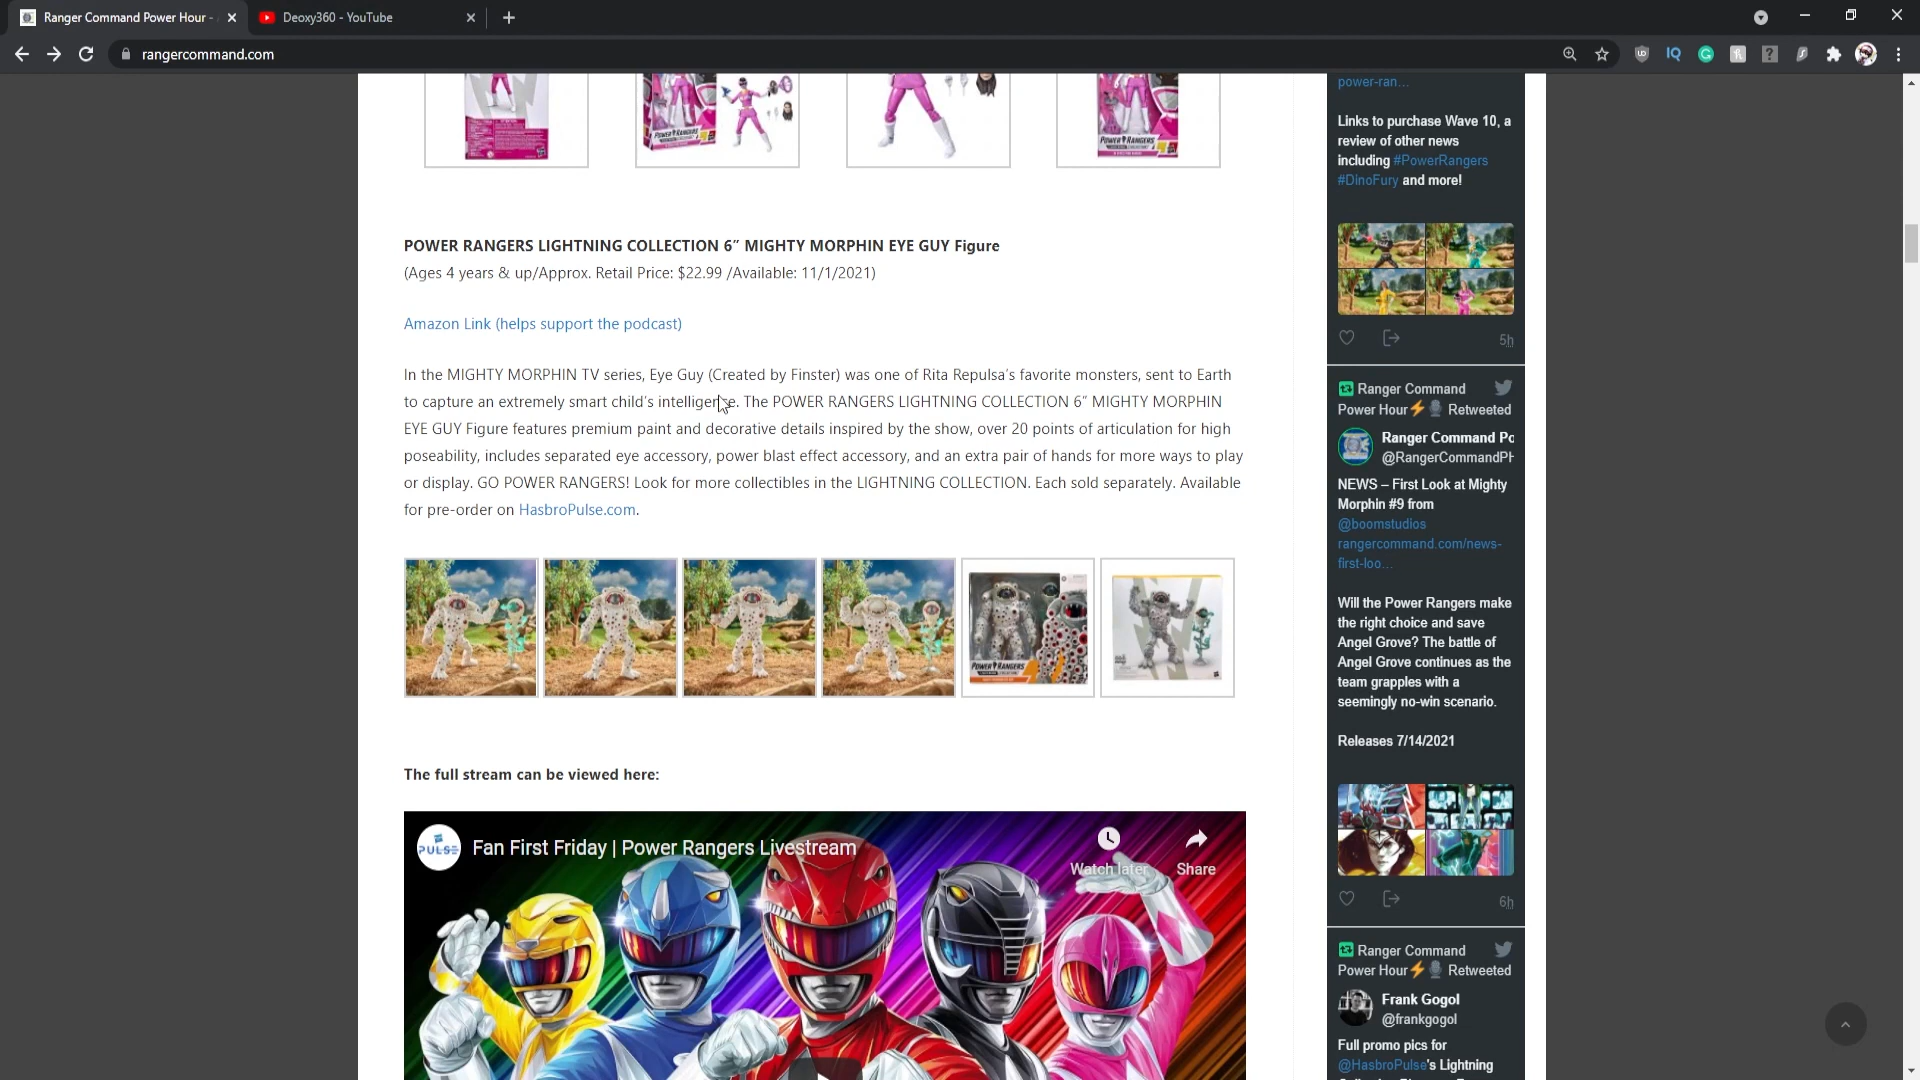 Ranger Command Power Hour -
Deoxy360 - YouTube
rangercommand.com
POWER RANGERS
POWER RANGERS
POWER RANGERS LIGHTNING COLLECTION 6″ MIGHTY MORPHIN EYE GUY Figure
(Ages 4 years & up/Approx. Retail Price: $22.99 /Available: 11/1/2021)
Amazon Link (helps support the podcast)
In the MIGHTY MORPHIN TV series, Eye Guy (Created by Finster) was one of Rita Repulsa's favorite monsters, sent to Earth
to capture an extremely smart child's intelligence. The POWER RANGERS LIGHTNING COLLECTION 6″ MIGHTY MORPHIN
EYE GUY Figure features premium paint and decorative details inspired by the show, over 20 points of articulation for high
poseability, includes separated eye accessory, power blast effect accessory, and an extra pair of hands for more ways to play
or display. GO POWER RANGERS! Look for more collectibles in the LIGHTNING COLLECTION. Each sold separately. Available
for pre-order on HasbroPulse.com.
POWER RANGERS
The full stream can be viewed here:
PULSE
Fan First Friday | Power Rangers Livestream
Watch later
Share
power-ran…
Links to purchase Wave 10, a
review of other news
including #PowerRangers
#DinoFury and more!
5h
Ranger Command
Power Hour⚡🎙 Retweeted
Ranger Command Po
@RangerCommandPH
NEWS – First Look at Mighty
Morphin #9 from
@boomstudios
rangercommand.com/news-
first-loo…
Will the Power Rangers make
the right choice and save
Angel Grove? The battle of
Angel Grove continues as the
team grapples with a
seemingly no-win scenario.
Releases 7/14/2021
6h
Ranger Command
Power Hour⚡🎙 Retweeted
Frank Gogol
@frankgogol
Full promo pics for
@HasbroPulse's Lightning